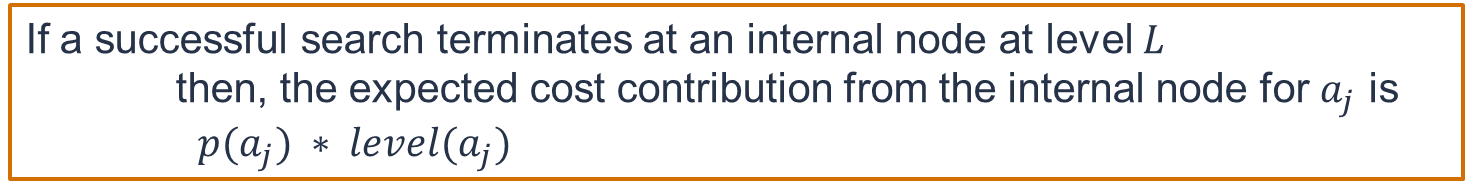 If a successful search terminates at an internal node at level L
then, the expected cost contribution from the internal node for aⱼ is
p(aⱼ) * level(aⱼ)